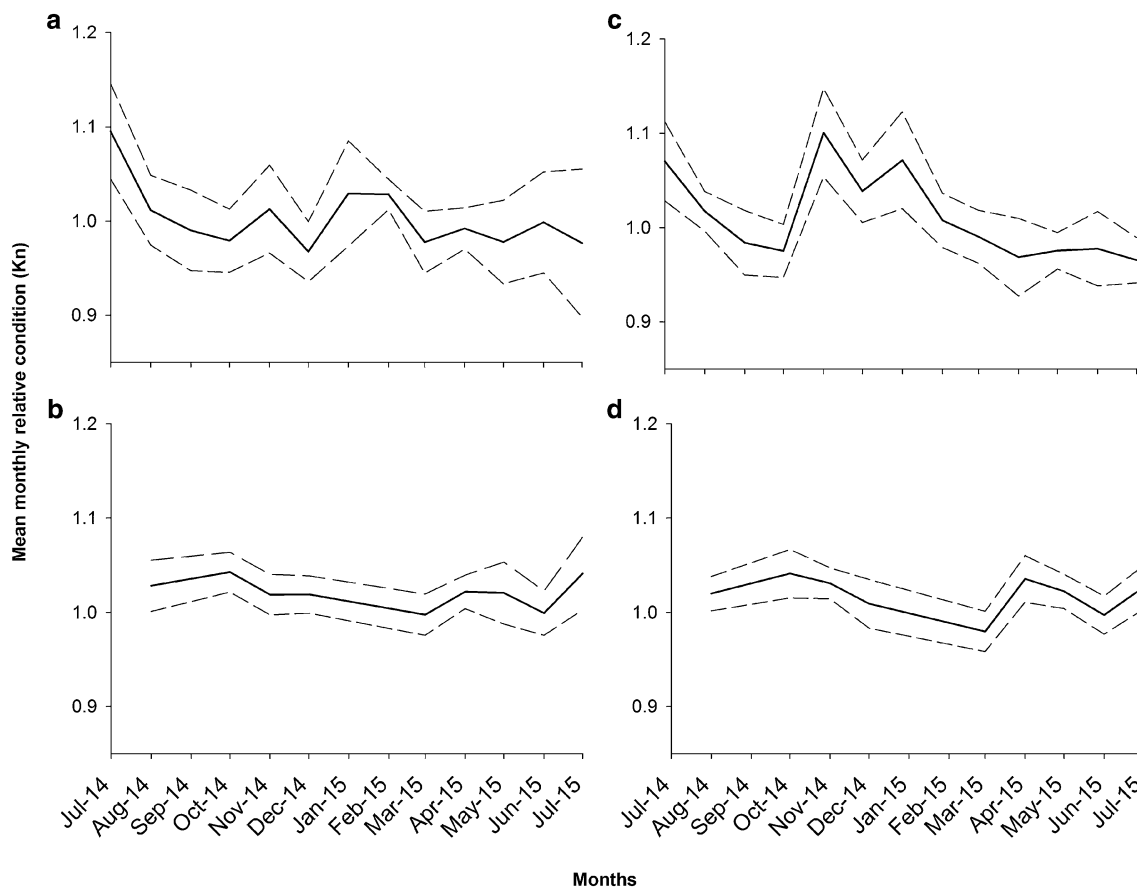 a
1.2
1.1
1.0
0.9
c
1.2
1.1
1.0
0.9
Mean monthly relative condition (Kn)
b
1.2
1.1
1.0
0.9
Jul-14
Aug-14
Sep-14
Oct-14
Nov-14
Dec-14
Jan-15
Feb-15
Mar-15
Apr-15
May-15
Jun-15
Jul-15
d
1.2
1.1
1.0
0.9
Jul-14
Aug-14
Sep-14
Oct-14
Nov-14
Dec-14
Jan-15
Feb-15
Mar-15
Apr-15
May-15
Jun-15
Jul-15
Months